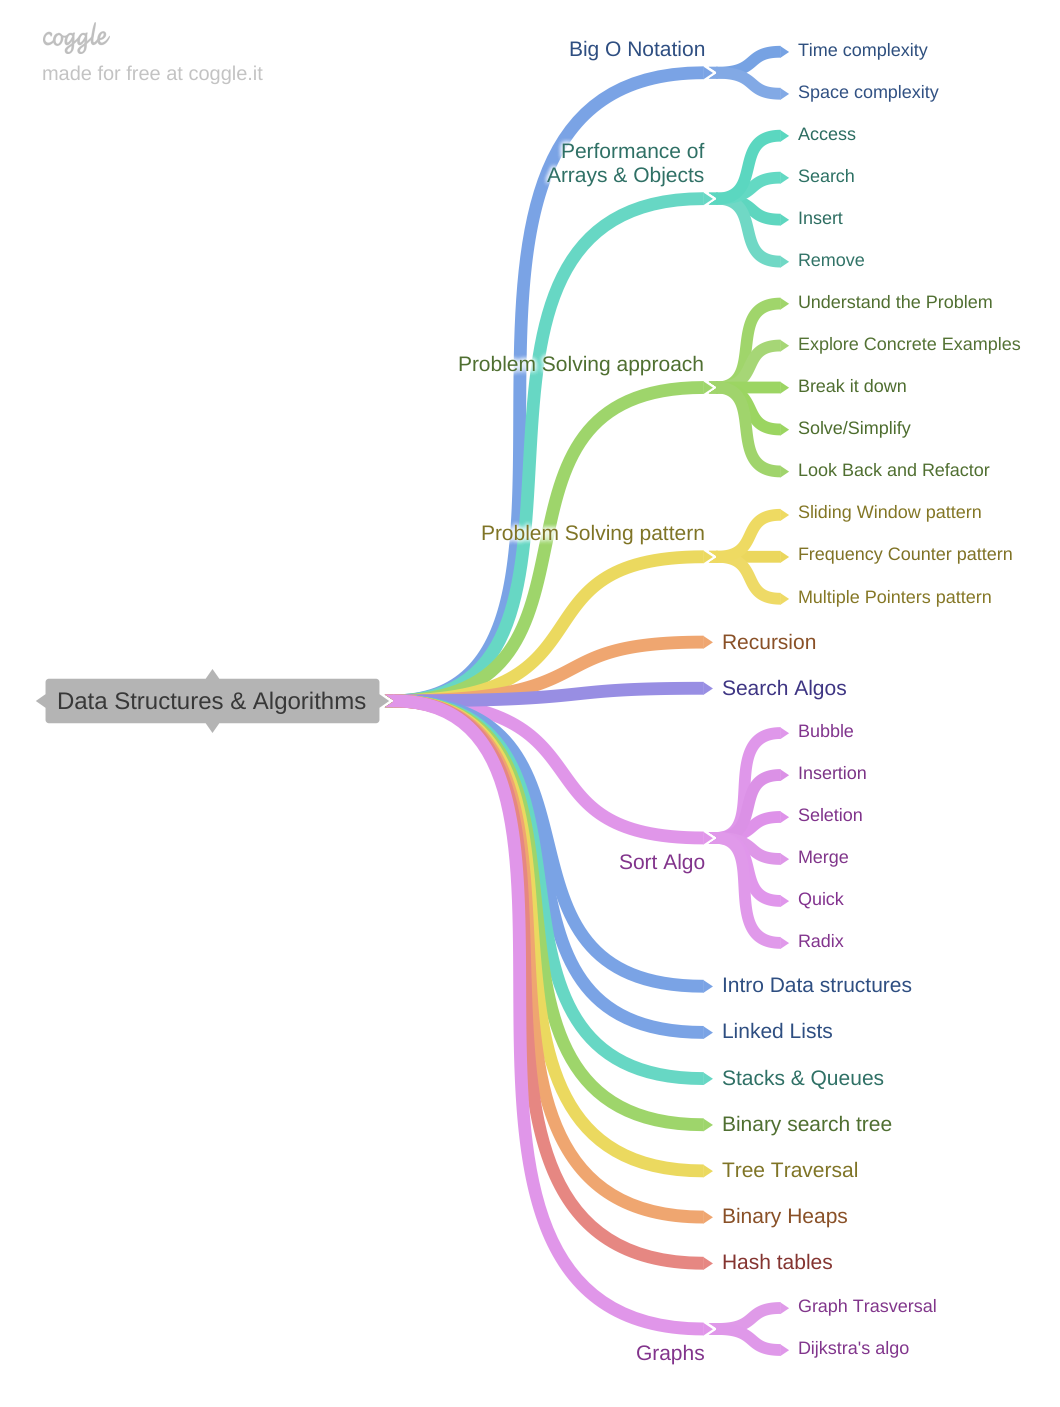 coggle
made for free at coggle.it
Big O Notation
Time complexity
Space complexity
Performance of
Arrays & Objects
Access
Search
Insert
Remove
Problem Solving approach
Understand the Problem
Explore Concrete Examples
Break it down
Solve/Simplify
Look Back and Refactor
Problem Solving pattern
Sliding Window pattern
Frequency Counter pattern
Multiple Pointers pattern
Recursion
Search Algos
Data Structures & Algorithms
Sort Algo
Bubble
Insertion
Seletion
Merge
Quick
Radix
Intro Data structures
Linked Lists
Stacks & Queues
Binary search tree
Tree Traversal
Binary Heaps
Hash tables
Graphs
Graph Trasversal
Dijkstra's algo